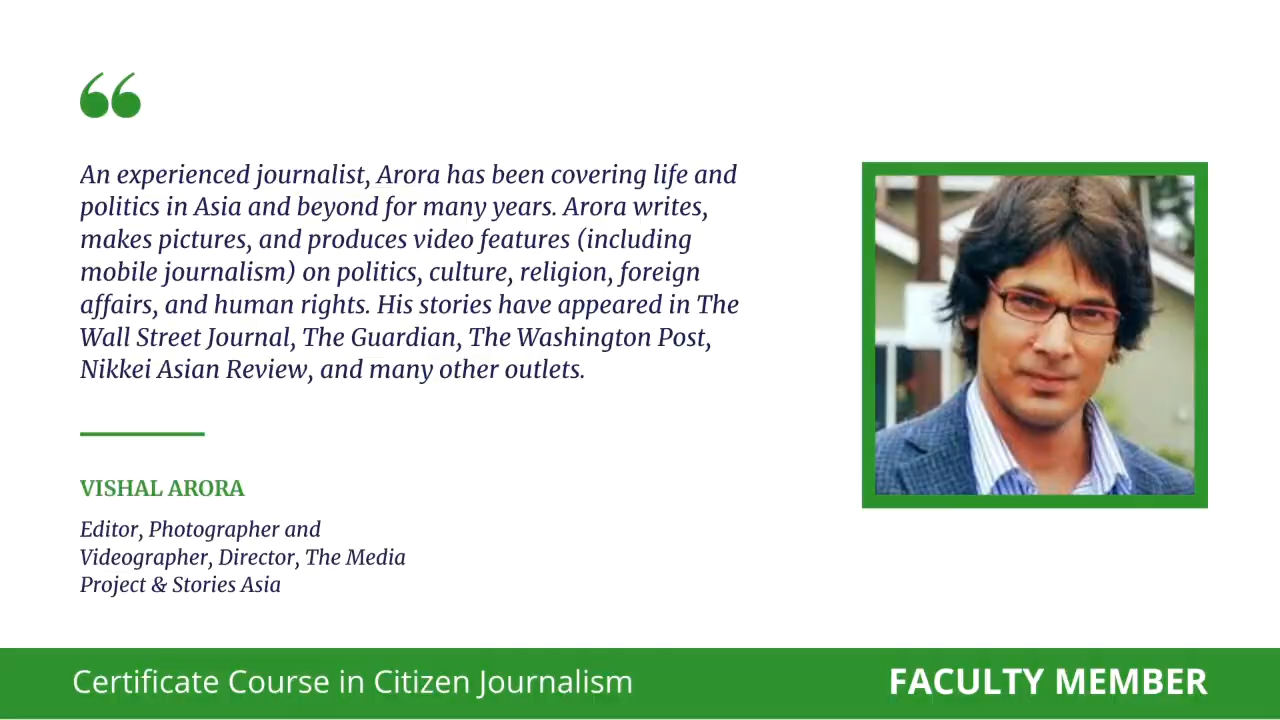 An experienced journalist, Arora has been covering life and
politics in Asia and beyond for many years. Arora writes,
makes pictures, and produces video features (including
mobile journalism) on politics, culture, religion, foreign
affairs, and human rights. His stories have appeared in The
Wall Street Journal, The Guardian, The Washington Post,
Nikkei Asian Review, and many other outlets.
VISHAL ARORA
Editor, Photographer and
Videographer, Director, The Media
Project & Stories Asia
Certificate Course in Citizen Journalism
FACULTY MEMBER